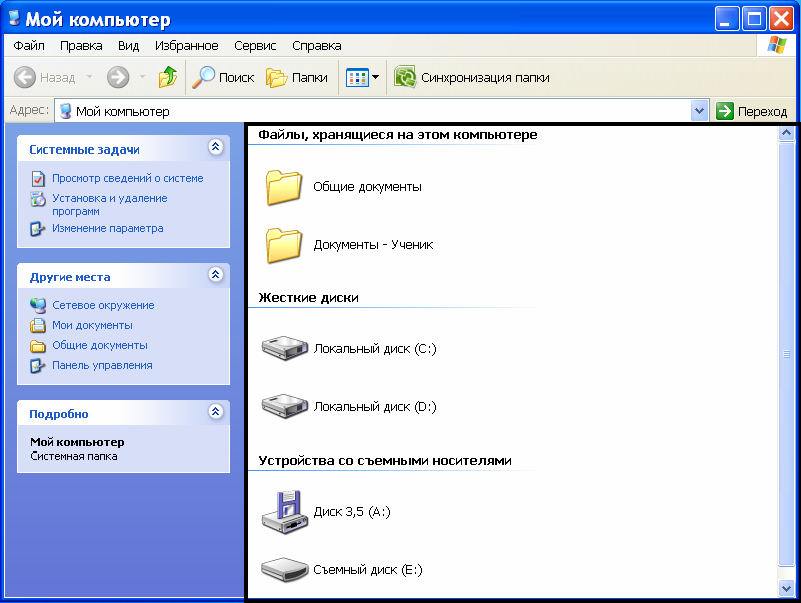 Мой компьютер
Файл Правка Вид Избранное Сервис Справка
Назад Поиск Папки Синхронизация папки
Адрес: Мой компьютер Переход
Системные задачи
Просмотр сведений о системе
Установка и удаление
программ
Изменение параметра
Другие места
Сетевое окружение
Мои документы
Общие документы
Панель управления
Подробно
Мой компьютер
Системная папка
Файлы, хранящиеся на этом компьютере
Общие документы
Документы - Ученик
Жесткие диски
Локальный диск (C:)
Локальный диск (D:)
Устройства со съемными носителями
Диск 3,5 (A:)
Съемный диск (E:)